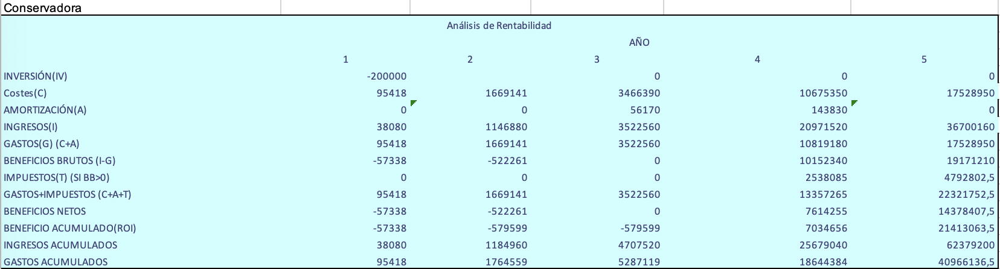 Conservadora
Análisis de Rentabilidad
AÑO
1 2 3 4 5
INVERSIÓN(IV) -200000 0 0 0
Costes(C) 95418 1669141 3466390 10675350 17528950
AMORTIZACIÓN(A) 0 0 56170 143830 0
INGRESOS(I) 38080 1146880 3522560 20971520 36700160
GASTOS(G) (C+A) 95418 1669141 3522560 10819180 17528950
BENEFICIOS BRUTOS (I-G) -57338 -522261 0 10152340 19171210
IMPUESTOS(T) (SI BB>0) 0 0 0 2538085 4792802,5
GASTOS+IMPUESTOS (C+A+T) 95418 1669141 3522560 13357265 22321752,5
BENEFICIOS NETOS -57338 -522261 0 7614255 14378407,5
BENEFICIO ACUMULADO(ROI) -57338 -579599 -579599 7034656 21413063,5
INGRESOS ACUMULADOS 38080 1184960 4707520 25679040 62379200
GASTOS ACUMULADOS 95418 1764559 5287119 18644384 40966136,5